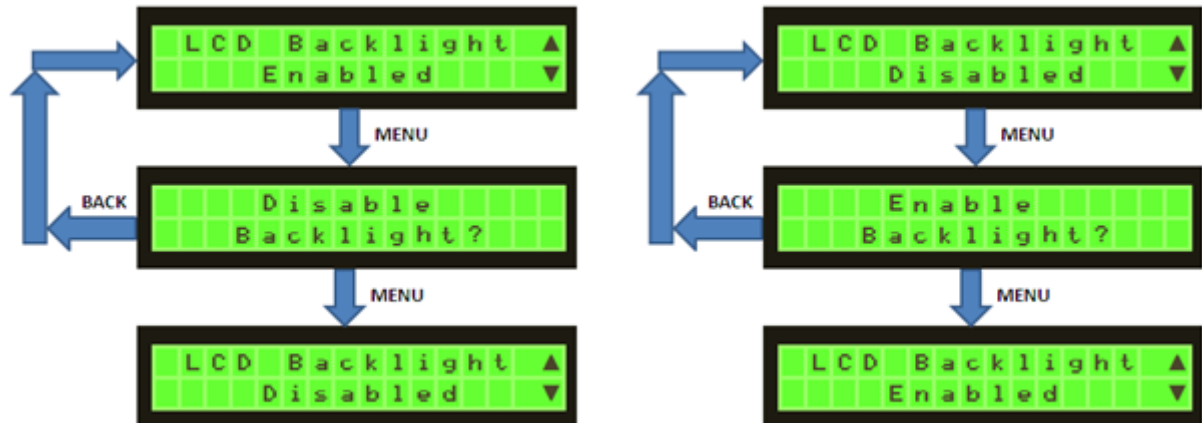 LCD Backlight ▲
Enabled ▼
MENU
Disable
Backlight?
BACK
MENU
LCD Backlight ▲
Disabled ▼
LCD Backlight ▲
Disabled ▼
MENU
Enable
Backlight?
BACK
MENU
LCD Backlight ▲
Enabled ▼